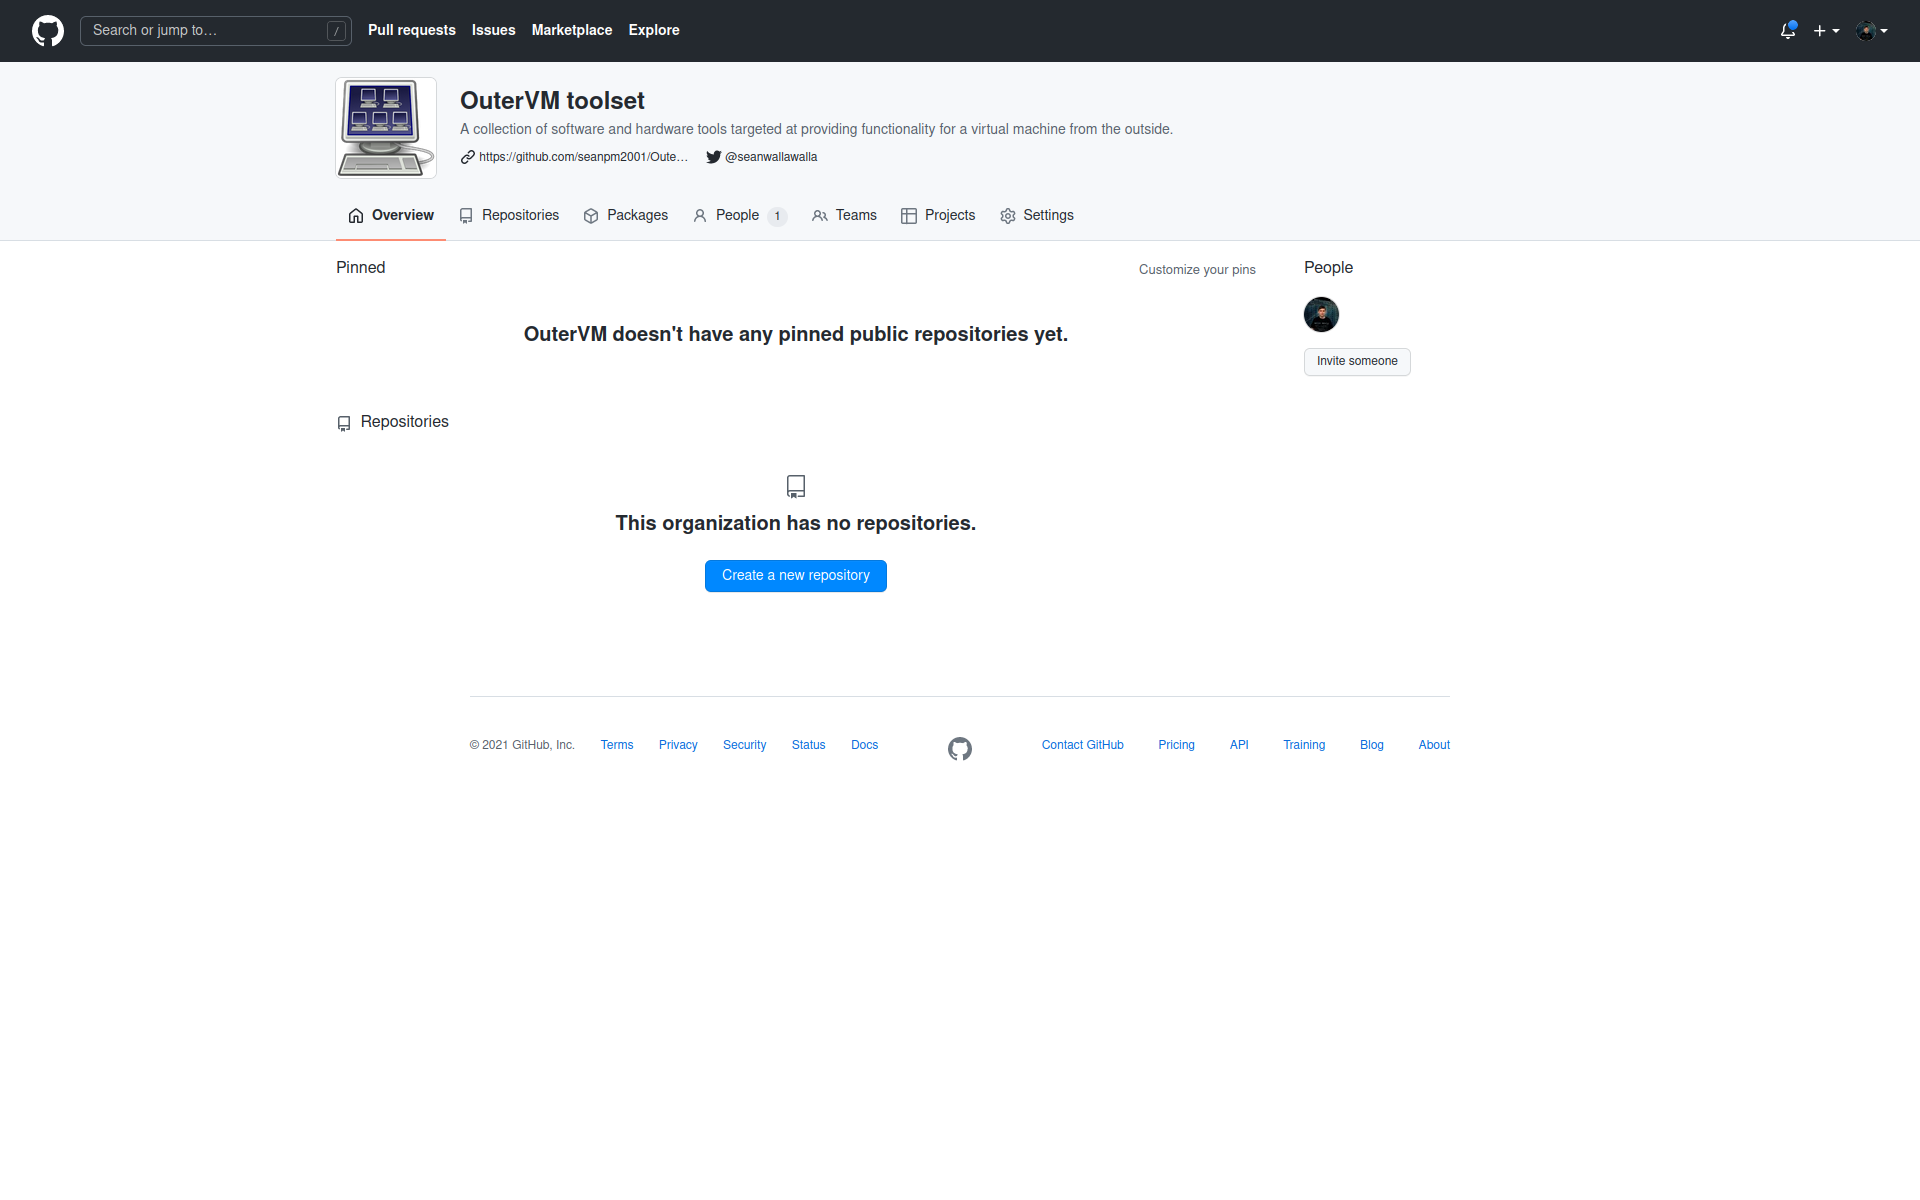 Search or jump to… /
Pull requests Issues Marketplace Explore
OuterVM toolset
A collection of software and hardware tools targeted at providing functionality for a virtual machine from the outside.
https://github.com/seanpm2001/Oute… @seanwallawalla
Overview Repositories Packages People 1 Teams Projects Settings
Pinned
Customize your pins
OuterVM doesn't have any pinned public repositories yet.
People
Invite someone
Repositories
This organization has no repositories.
Create a new repository
© 2021 GitHub, Inc. Terms Privacy Security Status Docs Contact GitHub Pricing API Training Blog About